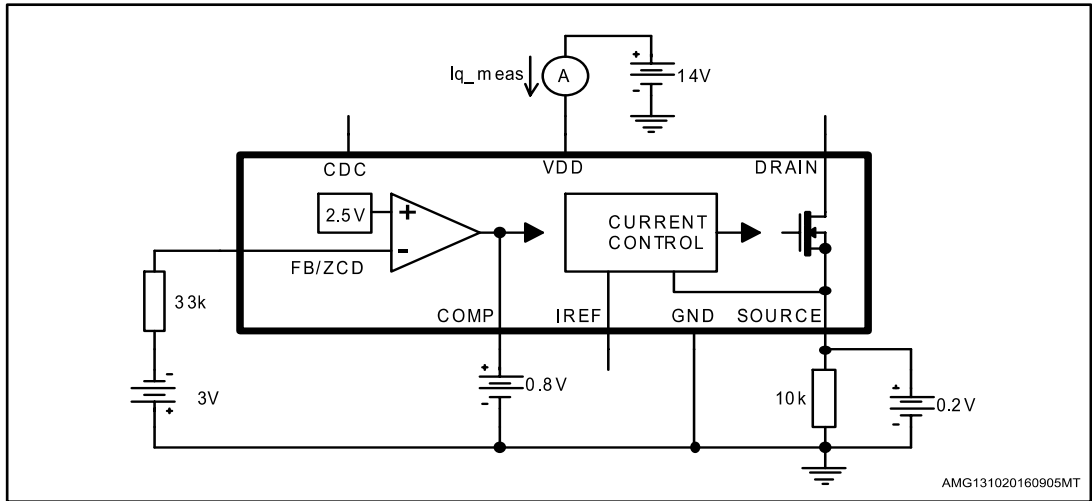 Iq_meas
A
+
-
14V
CDC
VDD
DRAIN
2.5V
+
-
CURRENT
CONTROL
FB/ZCD
33k
COMP
IREF
GND
SOURCE
-
+
3V
+
-
0.8V
10k
+
-
0.2V
AMG131020160905MT